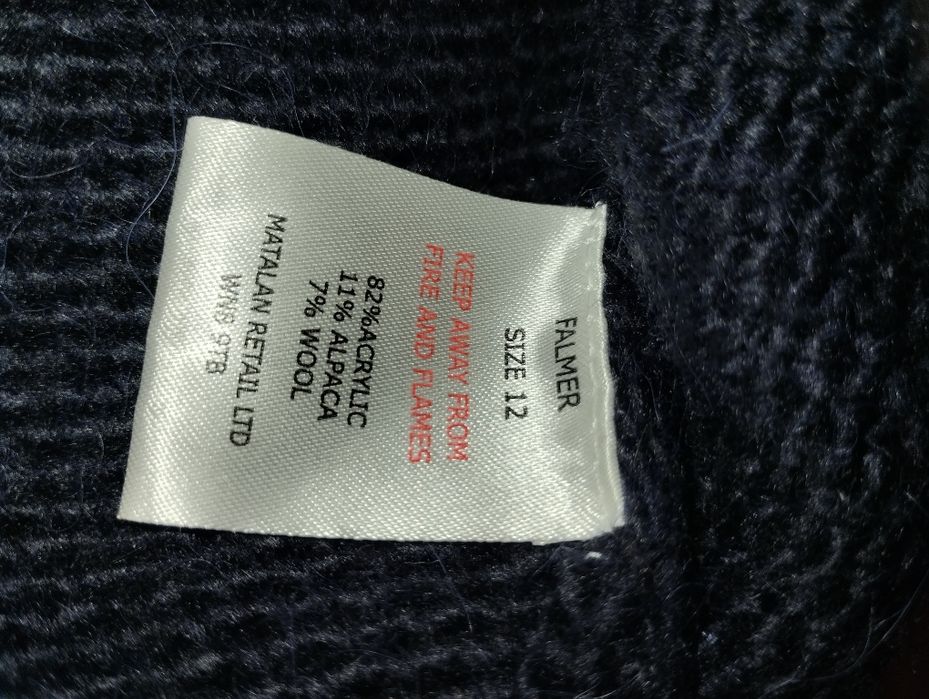 FALMER
SIZE 12
KEEP AWAY FROM
FIRE AND FLAMES
82%ACRYLIC
11% ALPACA
7% WOOL
MATALAN RETAIL LTD
9TB